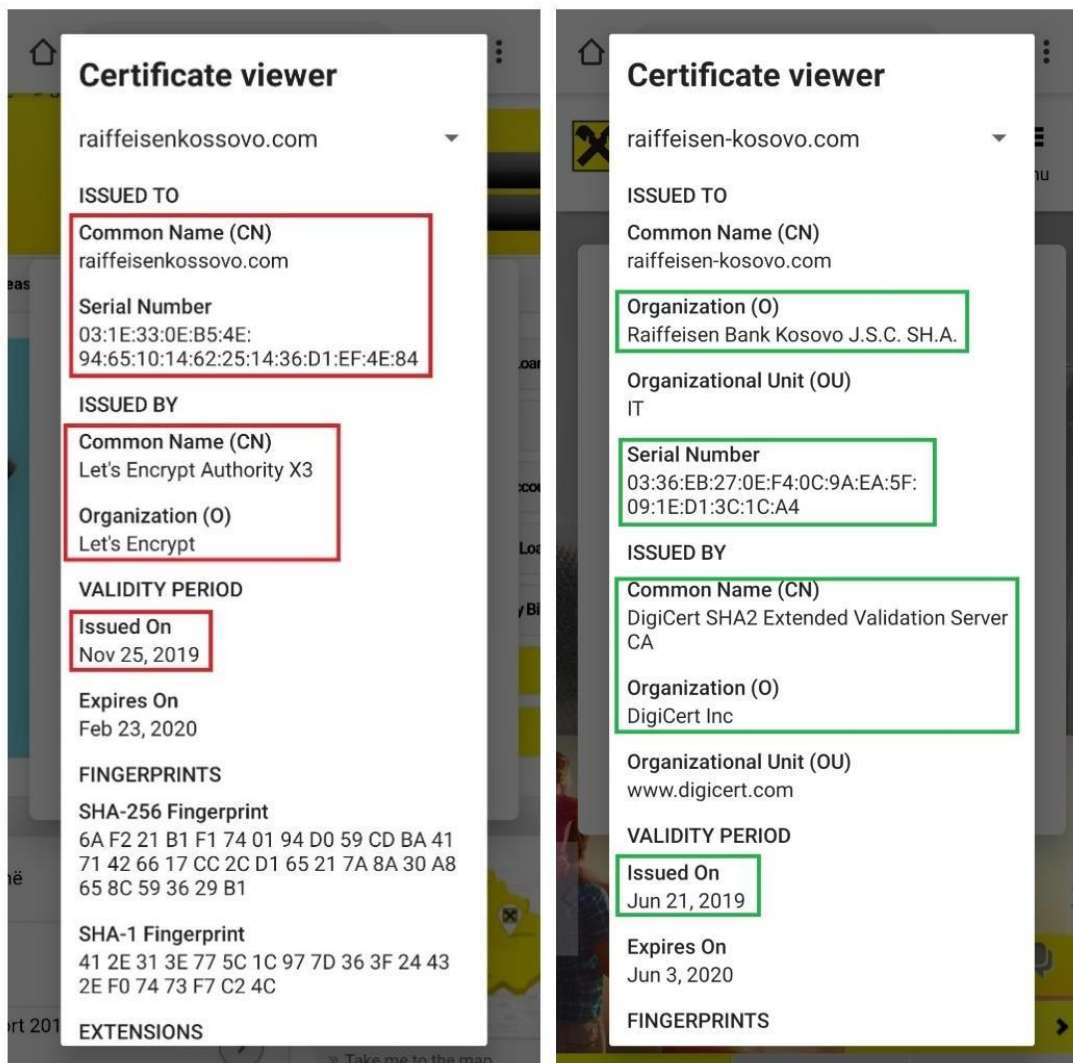 Certificate viewer
raiffeisenkossovo.com
ISSUED TO
Common Name (CN)
raiffeisenkossovo.com
Serial Number
03:1E:33:0E:B5:4E:
94:65:10:14:62:25:14:36:D1:EF:4E:84
ISSUED BY
Common Name (CN)
Let's Encrypt Authority X3
Organization (O)
Let's Encrypt
VALIDITY PERIOD
Issued On
Nov 25, 2019
Expires On
Feb 23, 2020
FINGERPRINTS
SHA-256 Fingerprint
6A F2 21 B1 F1 74 01 94 D0 59 CD BA 41
71 42 66 17 CC 2C D1 65 21 7A 8A 30 A8
65 8C 59 36 29 B1
SHA-1 Fingerprint
41 2E 31 3E 77 5C 1C 97 7D 36 3F 24 43
2E F0 74 73 F7 C2 4C
EXTENSIONS
Take me to the map
Certificate viewer
raiffeisen-kosovo.com
ISSUED TO
Common Name (CN)
raiffeisen-kosovo.com
Organization (O)
Raiffeisen Bank Kosovo J.S.C. SH.A.
Organizational Unit (OU)
IT
Serial Number
03:36:EB:27:0E:F4:0C:9A:EA:5F:
09:1E:D1:3C:1C:A4
ISSUED BY
Common Name (CN)
DigiCert SHA2 Extended Validation Server
CA
Organization (O)
DigiCert Inc
Organizational Unit (OU)
www.digicert.com
VALIDITY PERIOD
Issued On
Jun 21, 2019
Expires On
Jun 3, 2020
FINGERPRINTS